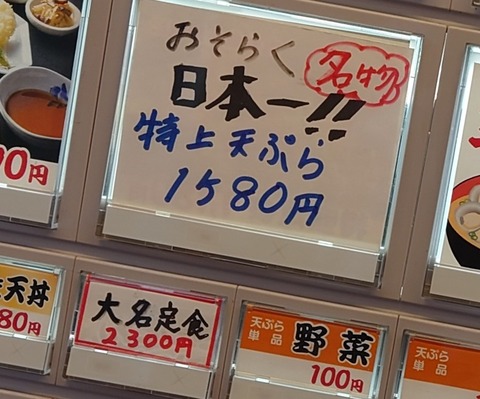 おそらく
名物
日本一!!
特上天ぷら
1580円
00円
天丼
80円
大名定食
2300円
天ぷら
単品
野菜
100円
天ぷら
単品